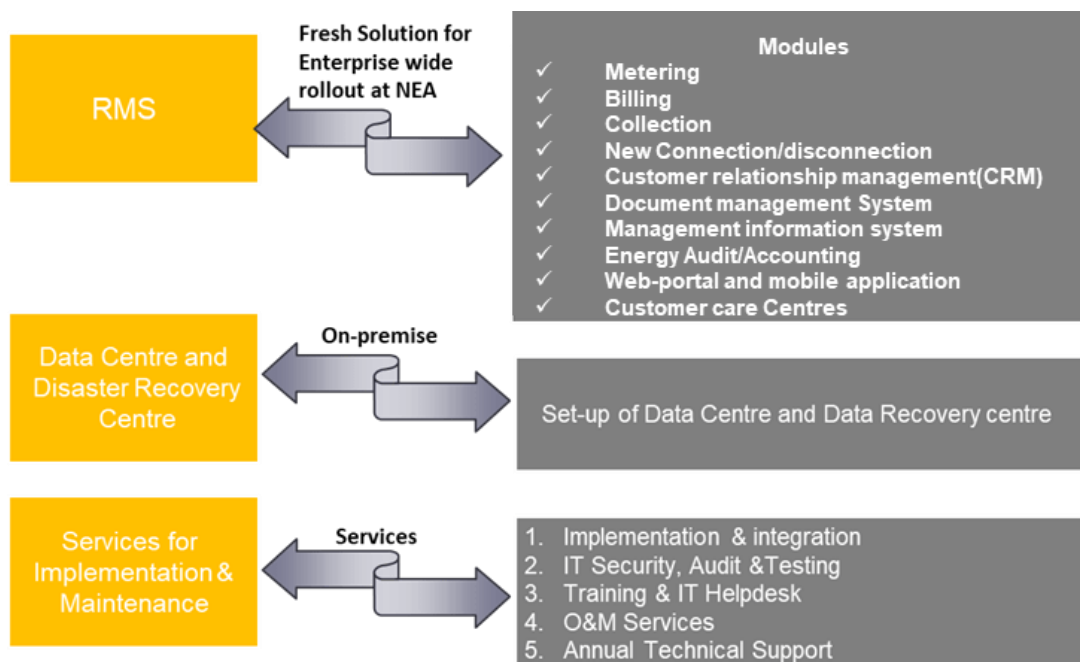 RMS
Fresh Solution for
Enterprise wide
rollout at NEA
Modules
✓ Metering
✓ Billing
✓ Collection
✓ New Connection/disconnection
✓ Customer relationship management(CRM)
✓ Document management System
✓ Management information system
✓ Energy Audit/Accounting
✓ Web-portal and mobile application
✓ Customer care Centres
Data Centre and
Disaster Recovery
Centre
On-premise
Set-up of Data Centre and Data Recovery centre
Services for
Implementation &
Maintenance
Services
1. Implementation & integration
2. IT Security, Audit &Testing
3. Training & IT Helpdesk
4. O&M Services
5. Annual Technical Support